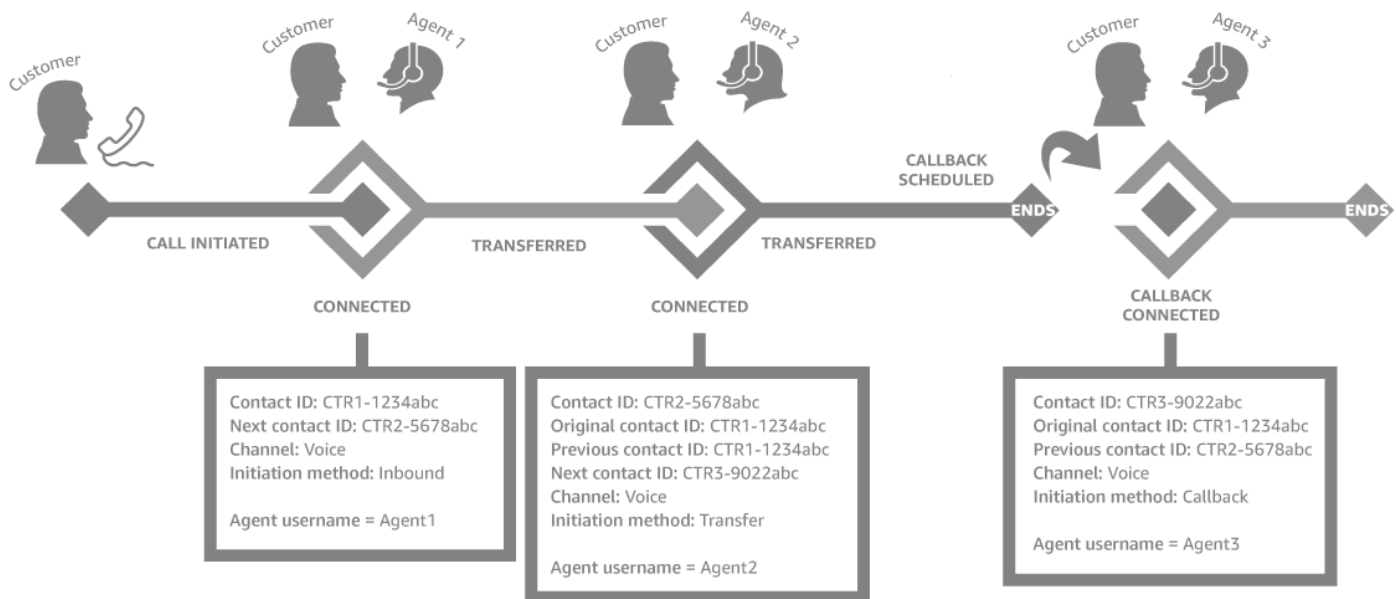 Customer
Customer
Agent 1
Customer
Agent 2
Customer
Agent 3
CALL INITIATED
CONNECTED
TRANSFERRED
CONNECTED
TRANSFERRED
CALLBACK
SCHEDULED
ENDS
CALLBACK
CONNECTED
ENDS
Contact ID: CTR1-1234abc
Next contact ID: CTR2-5678abc
Channel: Voice
Initiation method: Inbound
Agent username = Agent1
Contact ID: CTR2-5678abc
Original contact ID: CTR1-1234abc
Previous contact ID: CTR1-1234abc
Next contact ID: CTR3-9022abc
Channel: Voice
Initiation method: Transfer
Agent username = Agent2
Contact ID: CTR3-9022abc
Original contact ID: CTR1-1234abc
Previous contact ID: CTR2-5678abc
Channel: Voice
Initiation method: Callback
Agent username = Agent3